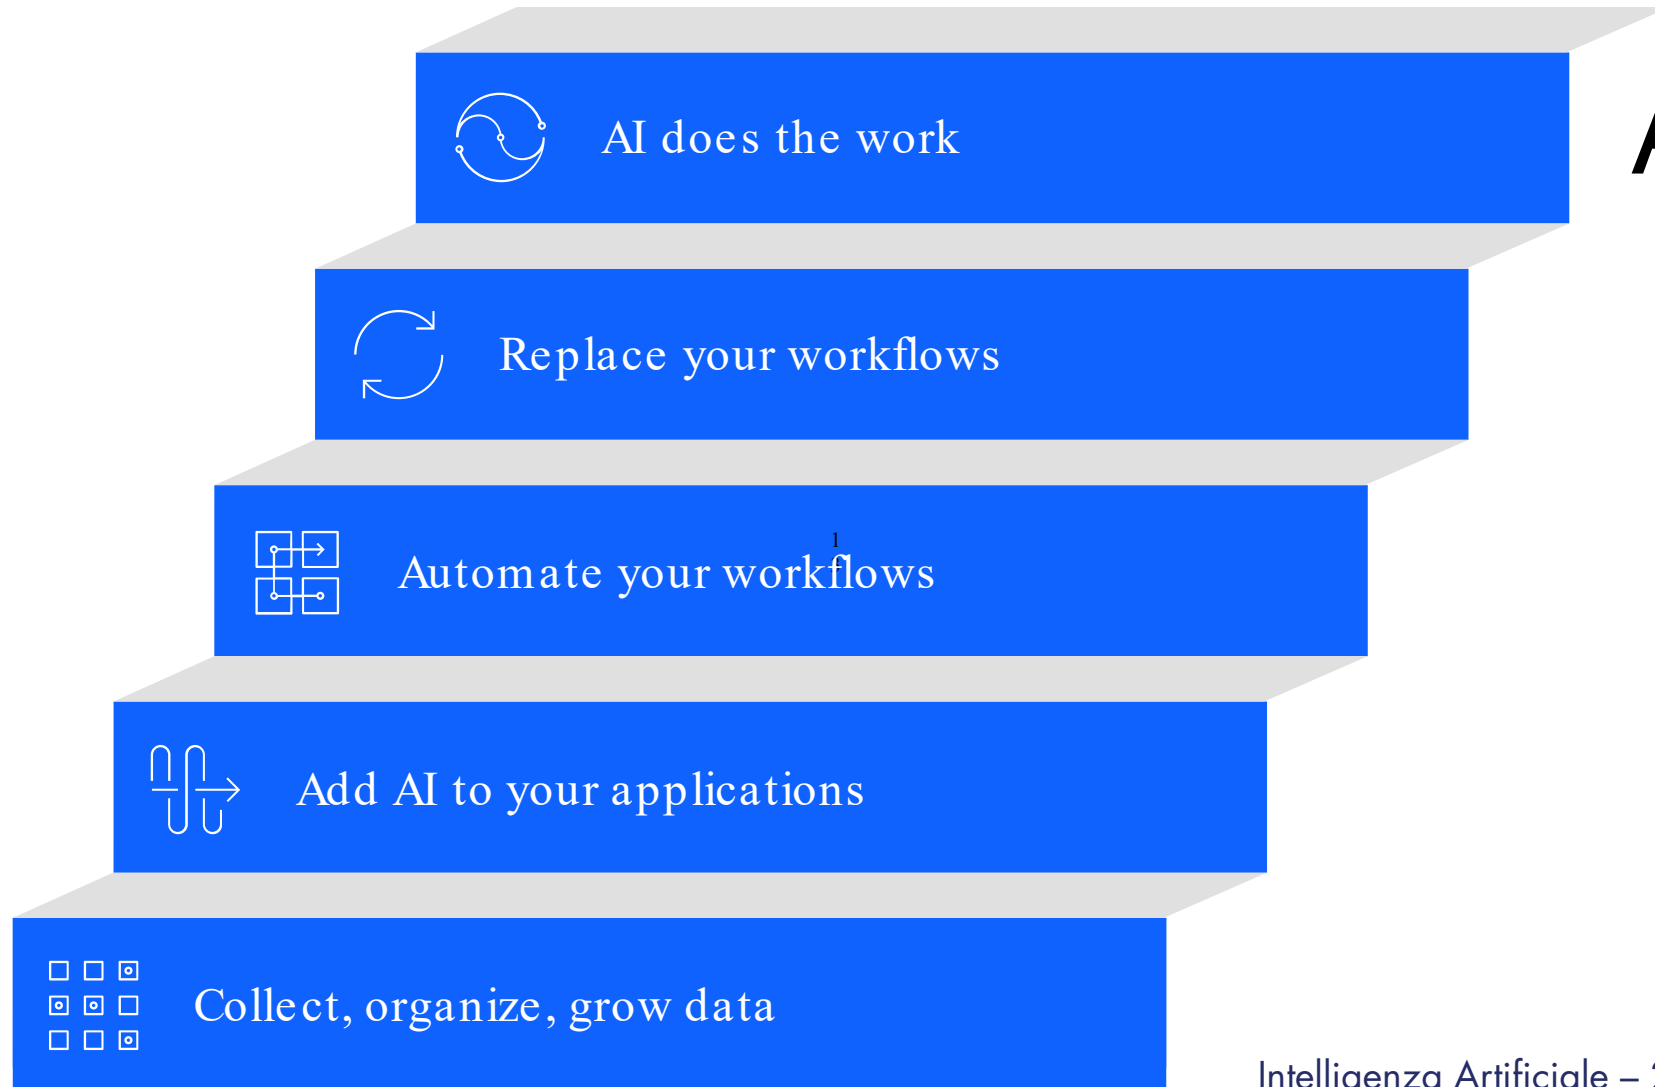 AI does the work
A
Replace your workflows
1
Automate your workflows
Add AI to your applications
Collect, organize, grow data
Intelligenza Artificiale –